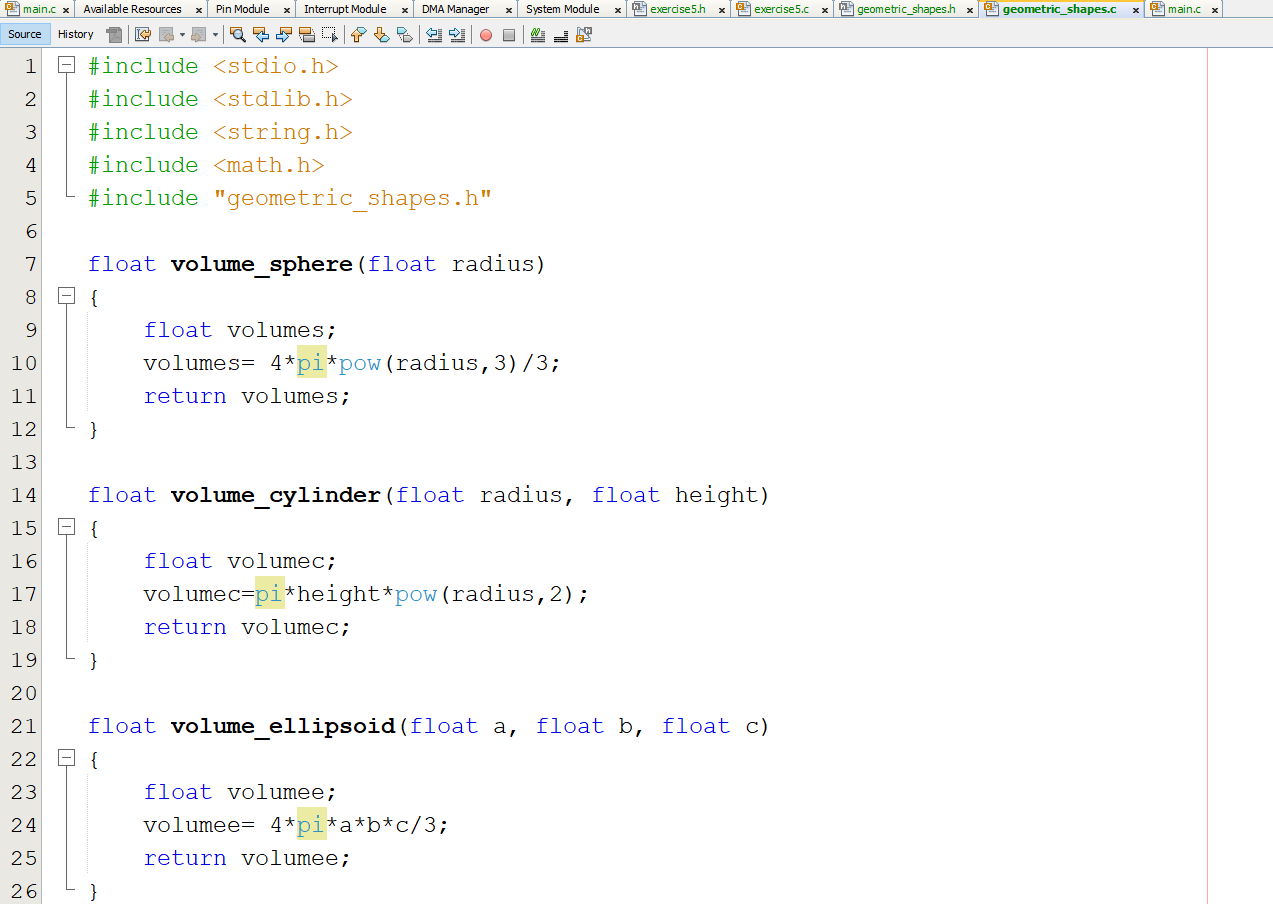 main.c Available Resources Pin Module Interrupt Module DMA Manager System Module exercise5.h exercise5.c geometric_shapes.h geometric_shapes.c main.c
Source History
1 #include <stdio.h>
2 #include <stdlib.h>
3 #include <string.h>
4 #include <math.h>
5 #include "geometric_shapes.h"
6
7 float volume_sphere(float radius)
8 {
9 float volumes;
10 volumes= 4*pi*pow(radius,3)/3;
11 return volumes;
12 }
13
14 float volume_cylinder(float radius, float height)
15 {
16 float volumec;
17 volumec=pi*height*pow(radius,2);
18 return volumec;
19 }
20
21 float volume_ellipsoid(float a, float b, float c)
22 {
23 float volumee;
24 volumee= 4*pi*a*b*c/3;
25 return volumee;
26 }